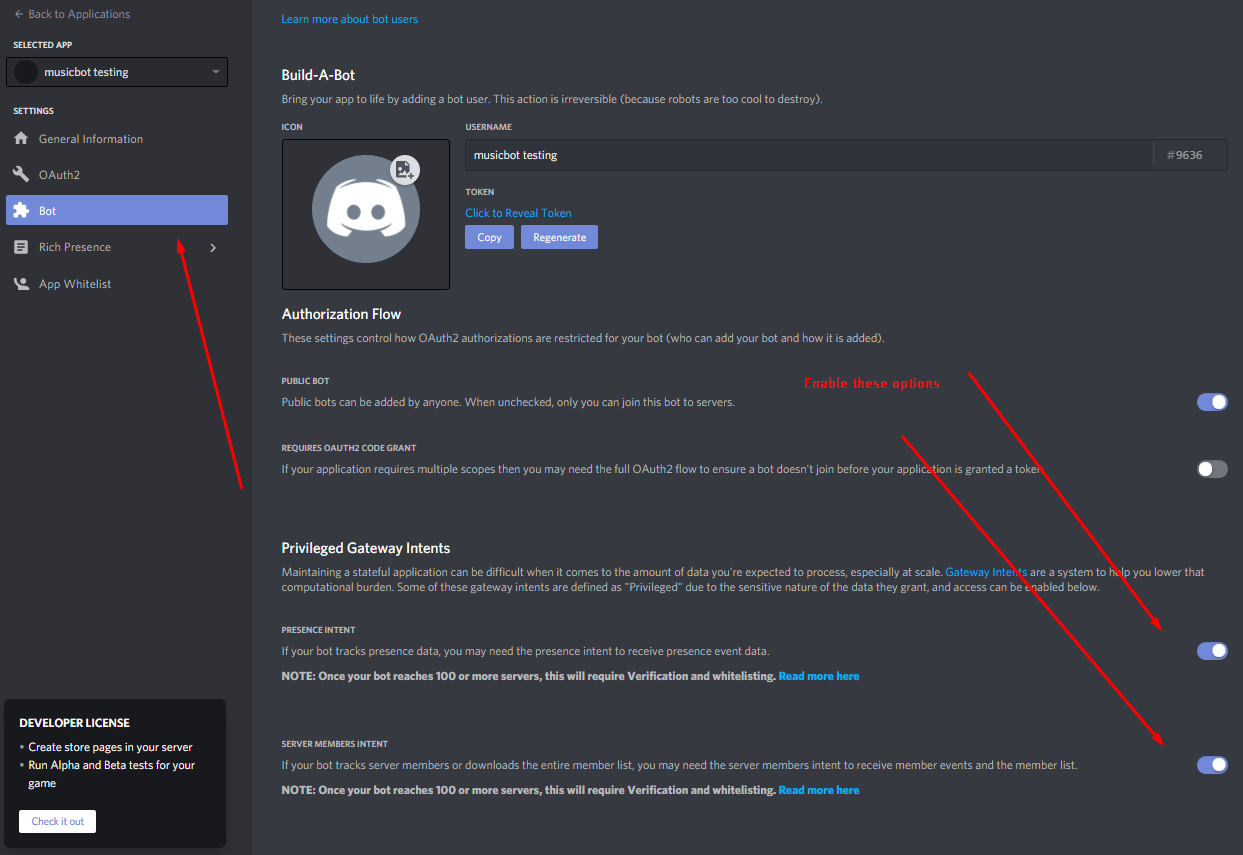 ← Back to Applications
SELECTED APP
musicbot testing
SETTINGS
General Information
OAuth2
Bot
Rich Presence
App Whitelist
DEVELOPER LICENSE
• Create store pages in your server
• Run Alpha and Beta tests for your
game
Check it out
Learn more about bot users
Build-A-Bot
Bring your app to life by adding a bot user. This action is irreversible (because robots are too cool to destroy).
ICON
USERNAME
musicbot testing
#9636
TOKEN
Click to Reveal Token
Copy
Regenerate
Authorization Flow
These settings control how OAuth2 authorizations are restricted for your bot (who can add your bot and how it is added).
Enable these options
PUBLIC BOT
Public bots can be added by anyone. When unchecked, only you can join this bot to servers.
REQUIRES OAUTH2 CODE GRANT
If your application requires multiple scopes then you may need the full OAuth2 flow to ensure a bot doesn't join before your application is granted a token.
Privileged Gateway Intents
Maintaining a stateful application can be difficult when it comes to the amount of data you're expected to process, especially at scale. Gateway Intents are a system to help you lower that
computational burden. Some of these gateway intents are defined as "Privileged" due to the sensitive nature of the data they grant, and access can be enabled below.
PRESENCE INTENT
If your bot tracks presence data, you may need the presence intent to receive presence event data.
NOTE: Once your bot reaches 100 or more servers, this will require Verification and whitelisting. Read more here
SERVER MEMBERS INTENT
If your bot tracks server members or downloads the entire member list, you may need the server members intent to receive member events and the member list.
NOTE: Once your bot reaches 100 or more servers, this will require Verification and whitelisting. Read more here